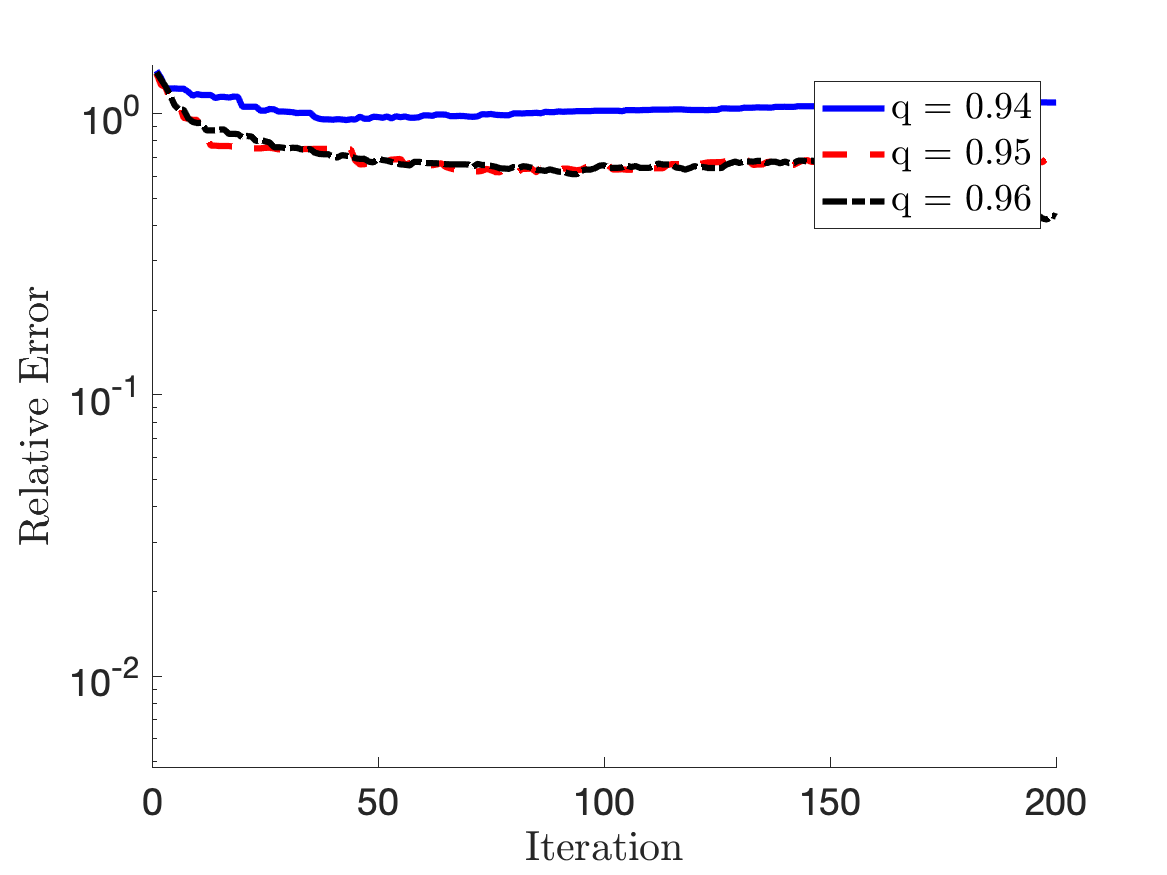 q = 0.94
q = 0.95
q = 0.96
10^0
10^-1
10^-2
Relative Error
0 50 100 150 200
Iteration